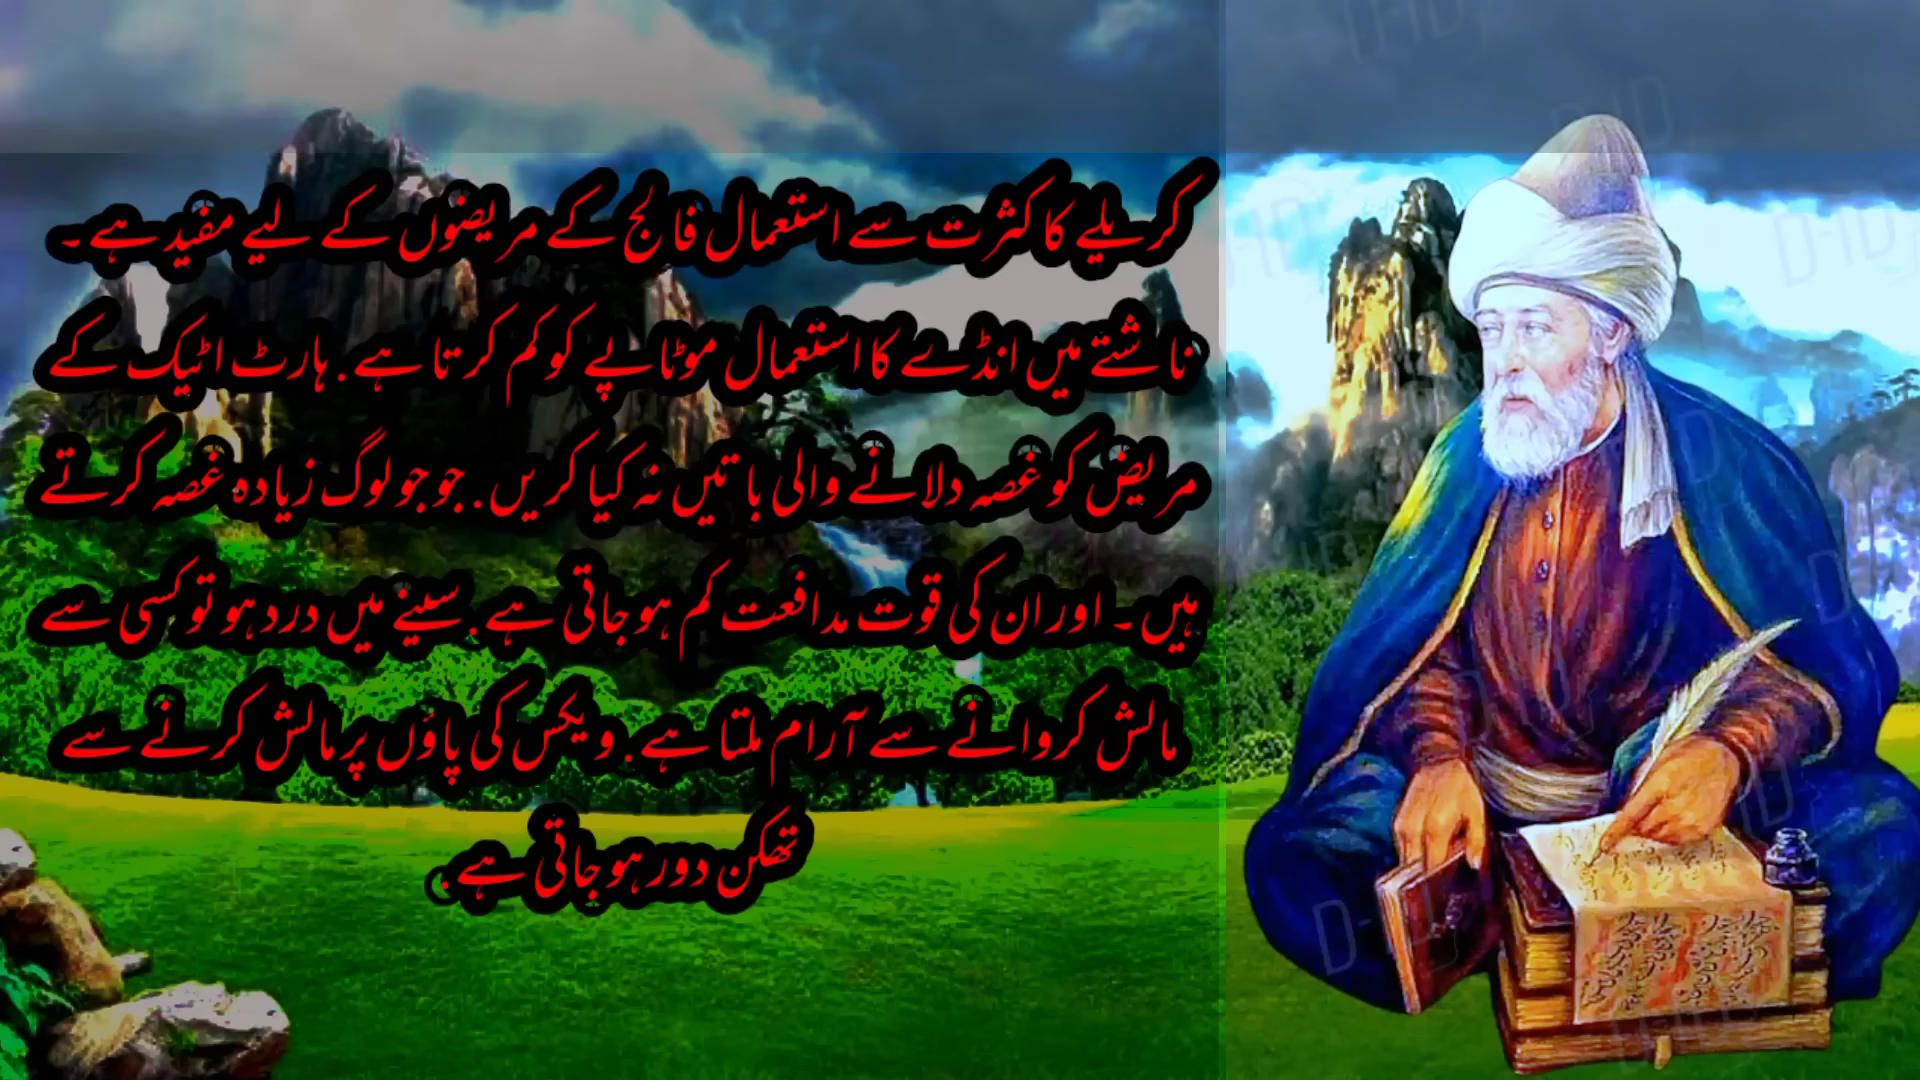 کریلے کا کثرت سے استعمال فالج کے مریضوں کے لیے مفید ہے۔
ناشتے میں انڈے کا استعمال موٹاپے کو کم کرتا ہے. ہارٹ اٹیک کے
مریض کو غصہ دلانے والی باتیں نہ کیا کریں. جو جو لوگ زیادہ غصہ کرتے
ہیں۔ اور ان کی قوت مدافعت کم ہو جاتی ہے. سینے میں درد ہو تو کسی سے
مالش کروانے سے آرام ملتا ہے. ویکس کی پاؤں پر مالش کرنے سے
تھکن دور ہو جاتی ہے.
D-ID